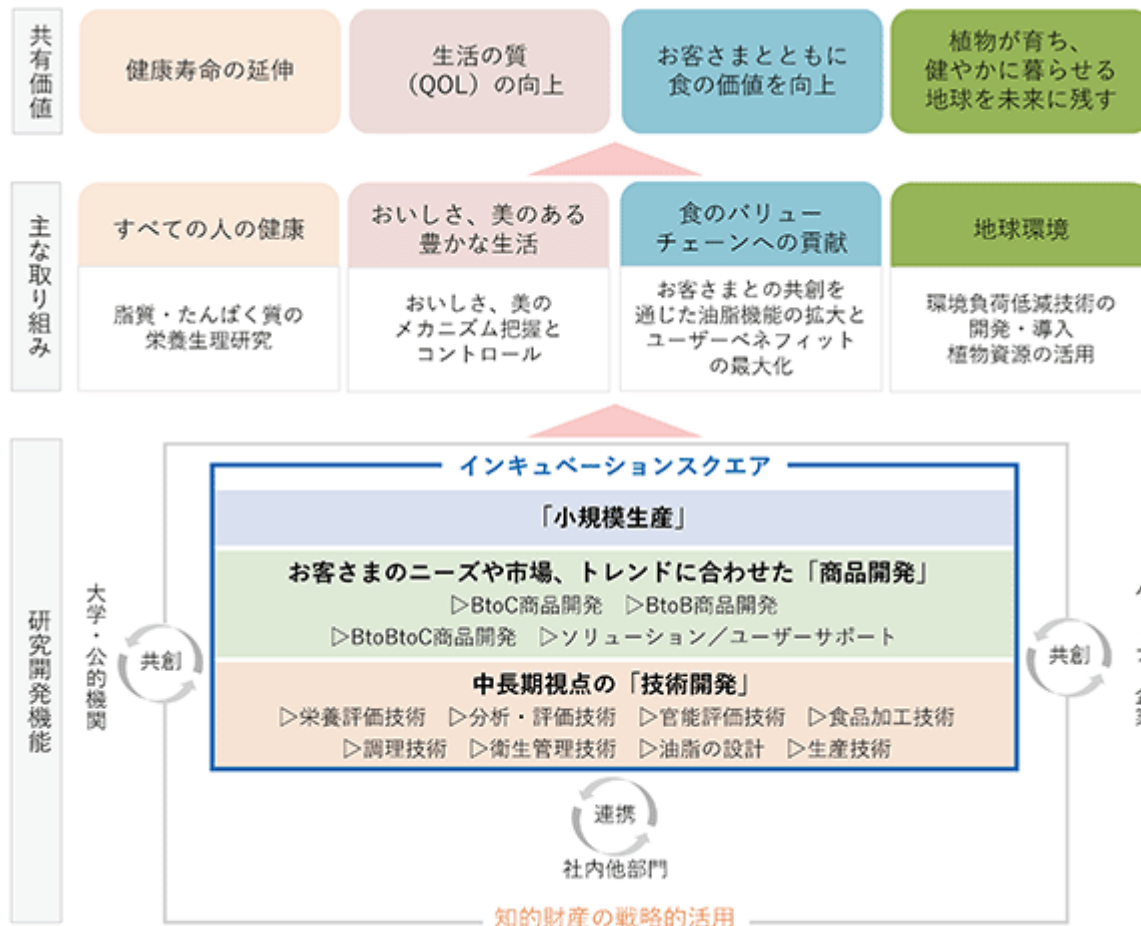 共有価値
健康寿命の延伸
生活の質
（QOL）の向上
お客さまとともに
食の価値を向上
植物が育ち、
健やかに暮らせる
地球を未来に残す
主な取り組み
すべての人の健康
脂質・たんぱく質の
栄養生理研究
おいしさ、美のある
豊かな生活
おいしさ、美の
メカニズム把握と
コントロール
食のバリュー
チェーンへの貢献
お客さまとの共創を
通じた油脂機能の拡大と
ユーザーベネフィット
の最大化
地球環境
環境負荷低減技術の
開発・導入
植物資源の活用
研究開発機能
大学・公的機関
共創
インキュベーションスクエア
「小規模生産」
お客さまのニーズや市場、トレンドに合わせた「商品開発」
▷BtoC商品開発 ▷BtoB商品開発
▷BtoBtoC商品開発 ▷ソリューション／ユーザーサポート
中長期視点の「技術開発」
▷栄養評価技術 ▷分析・評価技術 ▷官能評価技術 ▷食品加工技術
▷調理技術 ▷衛生管理技術 ▷油脂の設計 ▷生産技術
共創
連携
社内他部門
知的財産の戦略的活用